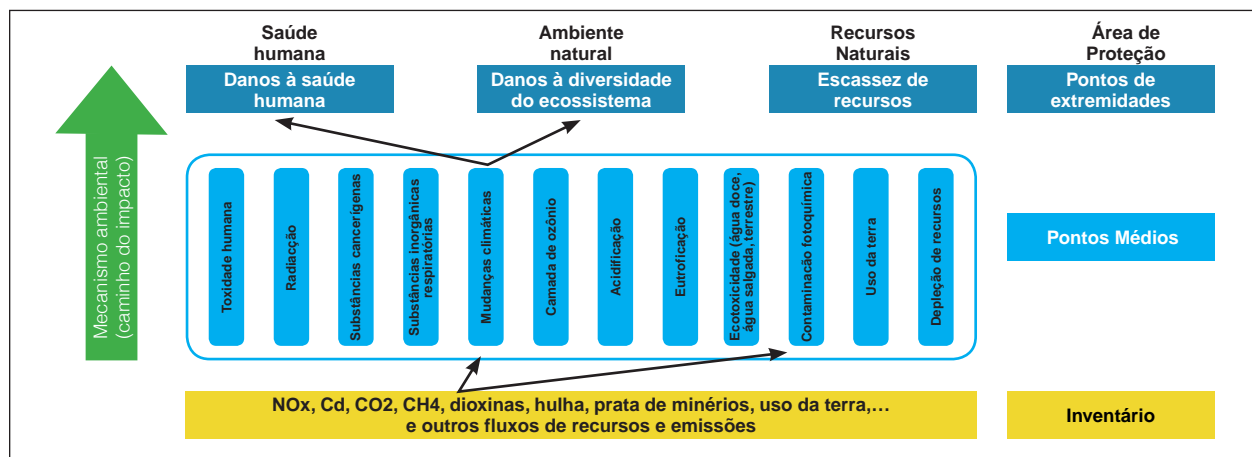 Saúde
humana
Ambiente
natural
Recursos
Naturais
Área de
Proteção
Danos à saúde
humana
Danos à diversidade
do ecossistema
Escassez de
recursos
Pontos de
extremidades
Mecanismo ambiental
(caminho do impacto)
Toxidade humana
Radiacção
Substâncias cancerígenas
Substâncias inorgânicas
respiratórias
Mudanças climáticas
Camada de ozônio
Acidificação
Eutroficação
Ecotoxicidade (água doce,
água salgada, terrestre)
Contaminação fotoquímica
Uso da terra
Depleção de recursos
Pontos Médios
NOx, Cd, CO2, CH4, dioxinas, hulha, prata de minérios, uso da terra,…
e outros fluxos de recursos e emissões
Inventário